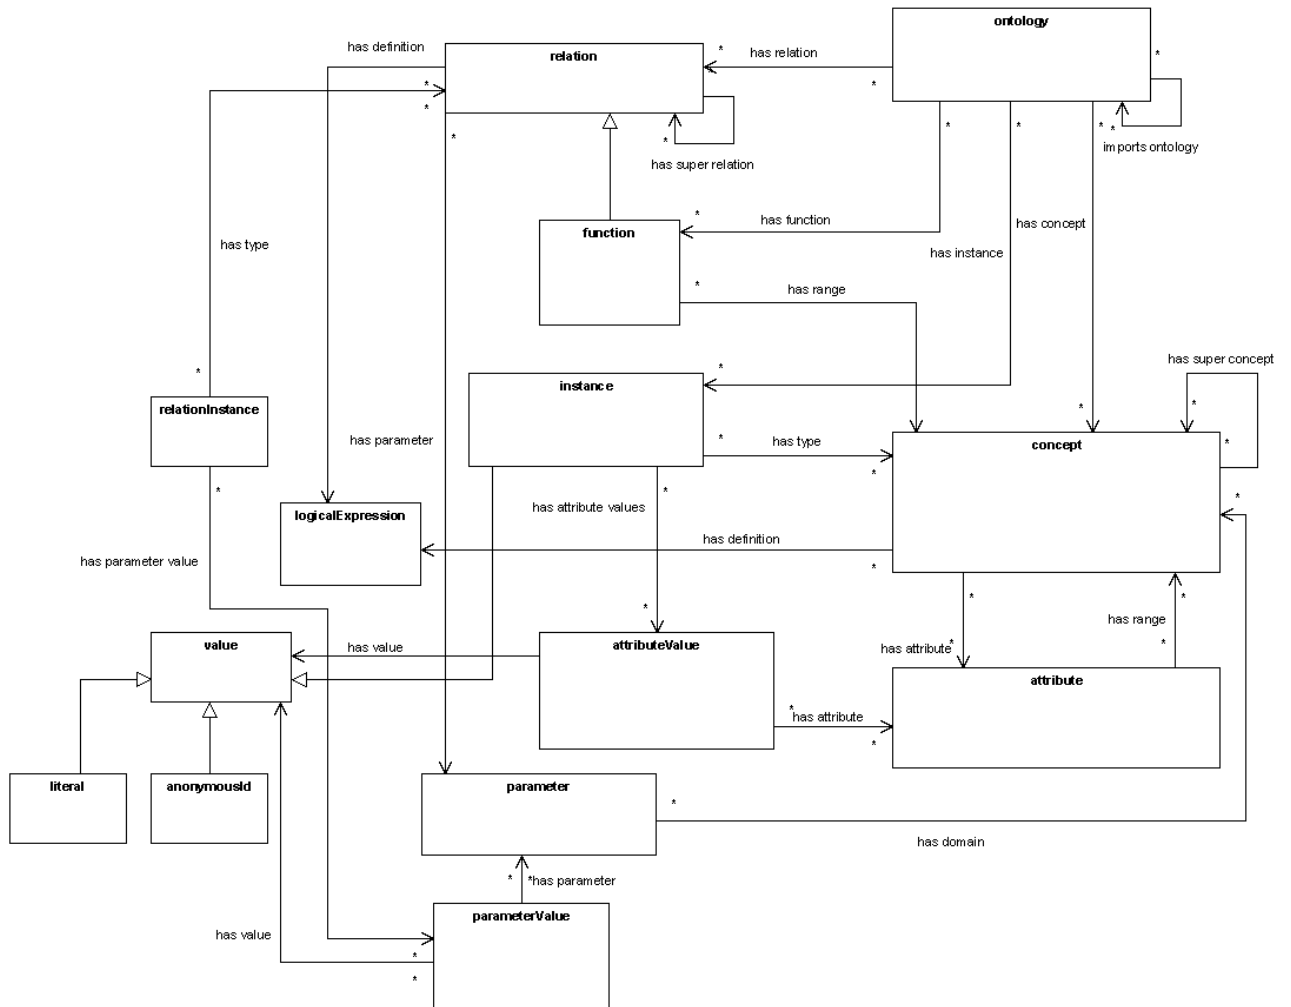 ontology
has definition
relation
*
has relation
*
*
*
*
*
*
*
*
*
*
imports ontology
*
has super relation
*
has function
has concept
function
has type
has instance
*
has range
has super concept
*
*
instance
*
*
relationInstance
has parameter
*
has type
concept
*
*
*
*
has attribute values
*
logicalExpression
has definition
has parameter value
*
*
*
*
has range
value
has value
attributeValue
has attribute
*
*
attribute
*
has attribute
*
literal
anonymousId
parameter
*
has domain
*
*
has parameter
parameterValue
has value
*
*